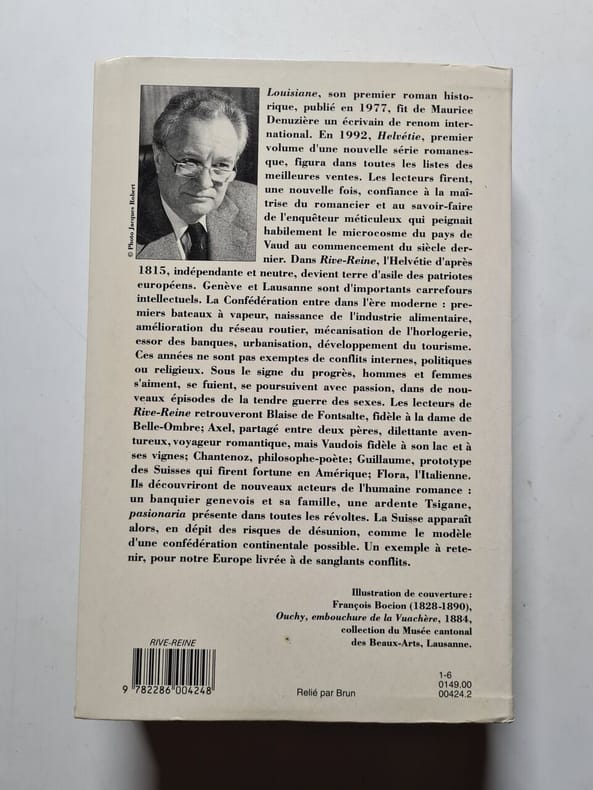 © Photo Jacques Robert
Louisiane, son premier roman histo-
rique, publié en 1977, fit de Maurice
Denuzière un écrivain de renom inter-
national. En 1992, Helvétie, premier
volume d'une nouvelle série romanes-
que, figura dans toutes les listes des
meilleures ventes. Les lecteurs firent,
une nouvelle fois, confiance à la maî-
trise du romancier et au savoir-faire
de l'enquêteur méticuleux qui peignait
habilement le microcosme du pays de
Vaud au commencement du siècle der-
nier. Dans Rive-Reine, l'Helvétie d'après
1815, indépendante et neutre, devient terre d'asile des patriotes
européens. Genève et Lausanne sont d'importants carrefours
intellectuels. La Confédération entre dans l'ère moderne : pre-
miers bateaux à vapeur, naissance de l'industrie alimentaire,
amélioration du réseau routier, mécanisation de l'horlogerie,
essor des banques, urbanisation, développement du tourisme.
Ces années ne sont pas exemptes de conflits internes, politiques
ou religieux. Sous le signe du progrès, hommes et femmes
s'aiment, se fuient, se poursuivent avec passion, dans de nou-
veaux épisodes de la tendre guerre des sexes. Les lecteurs de
Rive-Reine retrouveront Blaise de Fontsalte, fidèle à la dame de
Belle-Ombre; Axel, partagé entre deux pères, dilettante aven-
tureux, voyageur romantique, mais Vaudois fidèle à son lac et à
ses vignes; Chantenoz, philosophe-poète; Guillaume, prototype
des Suisses qui firent fortune en Amérique; Flora, l'Italienne.
Ils découvriront de nouveaux acteurs de l'humaine romance :
un banquier genevois et sa famille, une ardente Tsigane,
pasionaria présente dans toutes les révoltes. La Suisse apparaît
alors, en dépit des risques de désunion, comme le modèle
d'une confédération continentale possible. Un exemple à rete-
nir, pour notre Europe livrée à de sanglants conflits.
Illustration de couverture :
François Bocion (1828-1890),
Ouchy, embouchure de la Vuachère, 1884,
collection du Musée cantonal
des Beaux-Arts, Lausanne.
RIVE-REINE
9 782286 004248
Relié par Brun
1-6
0149.00
00424.2